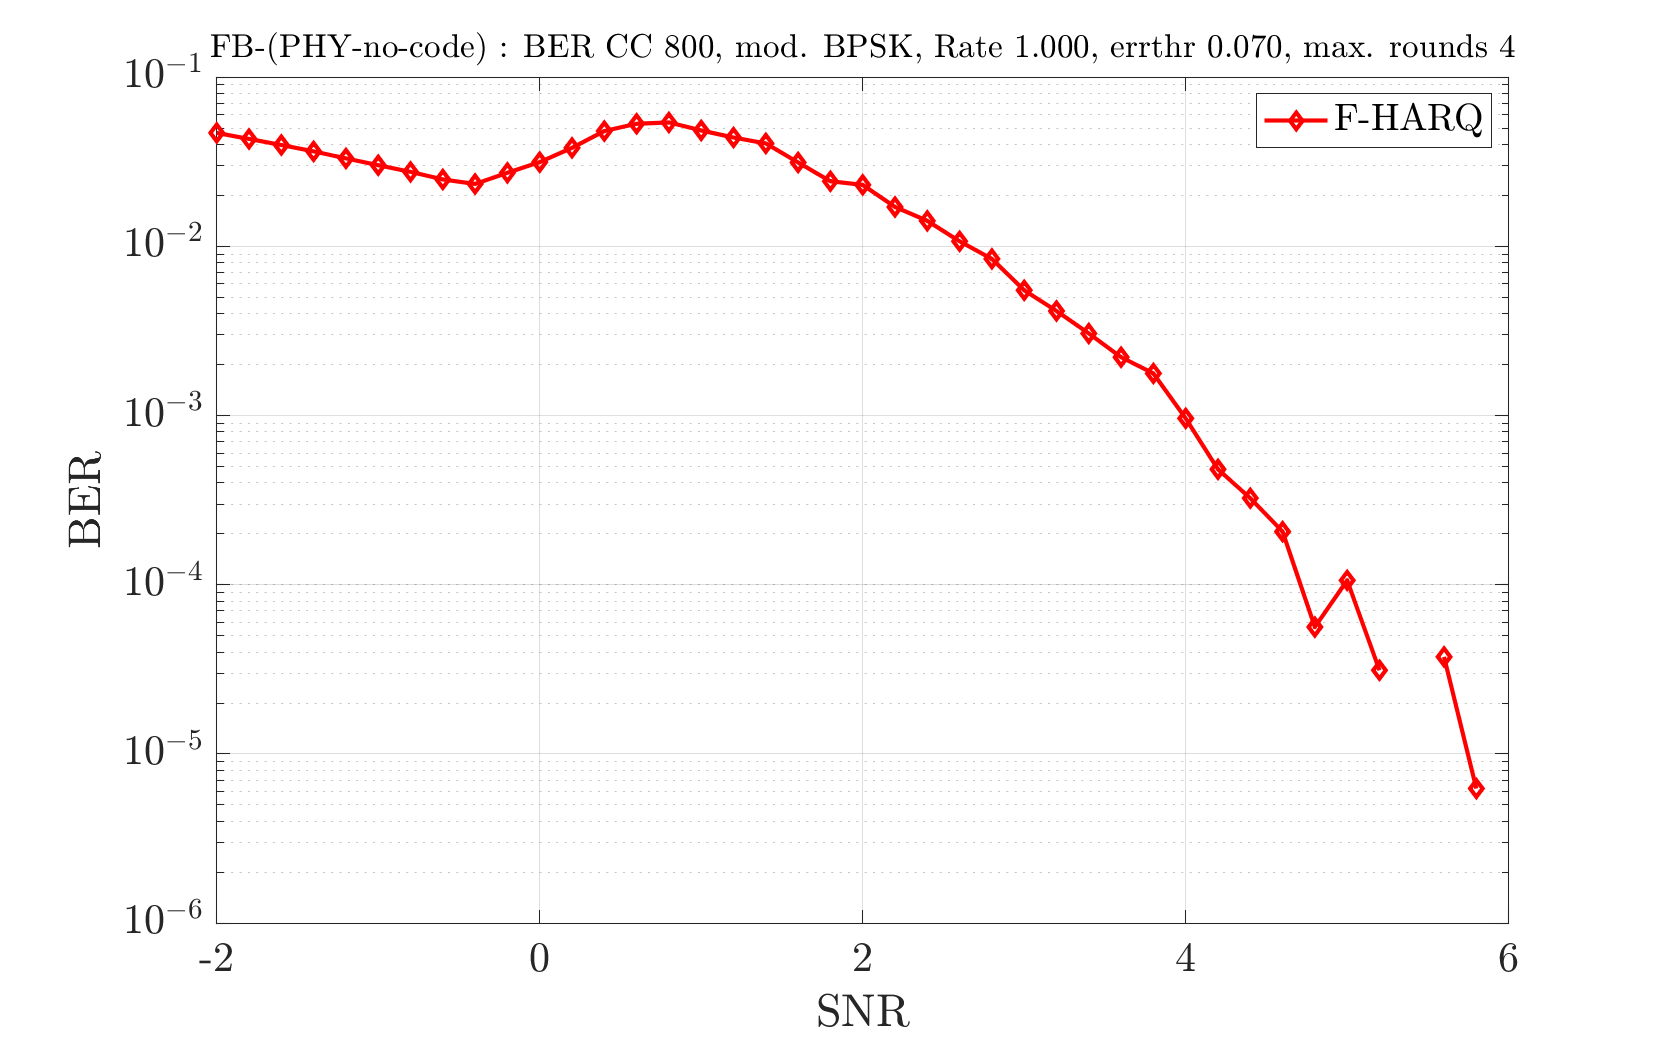 FB-(PHY-no-code) : BER CC 800, mod. BPSK, Rate 1.000, errthr 0.070, max. rounds 4
F-HARQ
10⁻¹
10⁻²
10⁻³
10⁻⁴
10⁻⁵
10⁻⁶
BER
-2 0 2 4 6
SNR